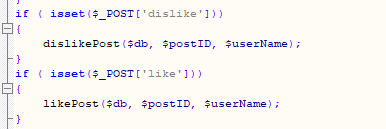 }
if ( isset($_POST['dislike']))
{
dislikePost($db, $postID, $userName);
}
if ( isset($_POST['like']))
{
likePost($db, $postID, $userName);
}